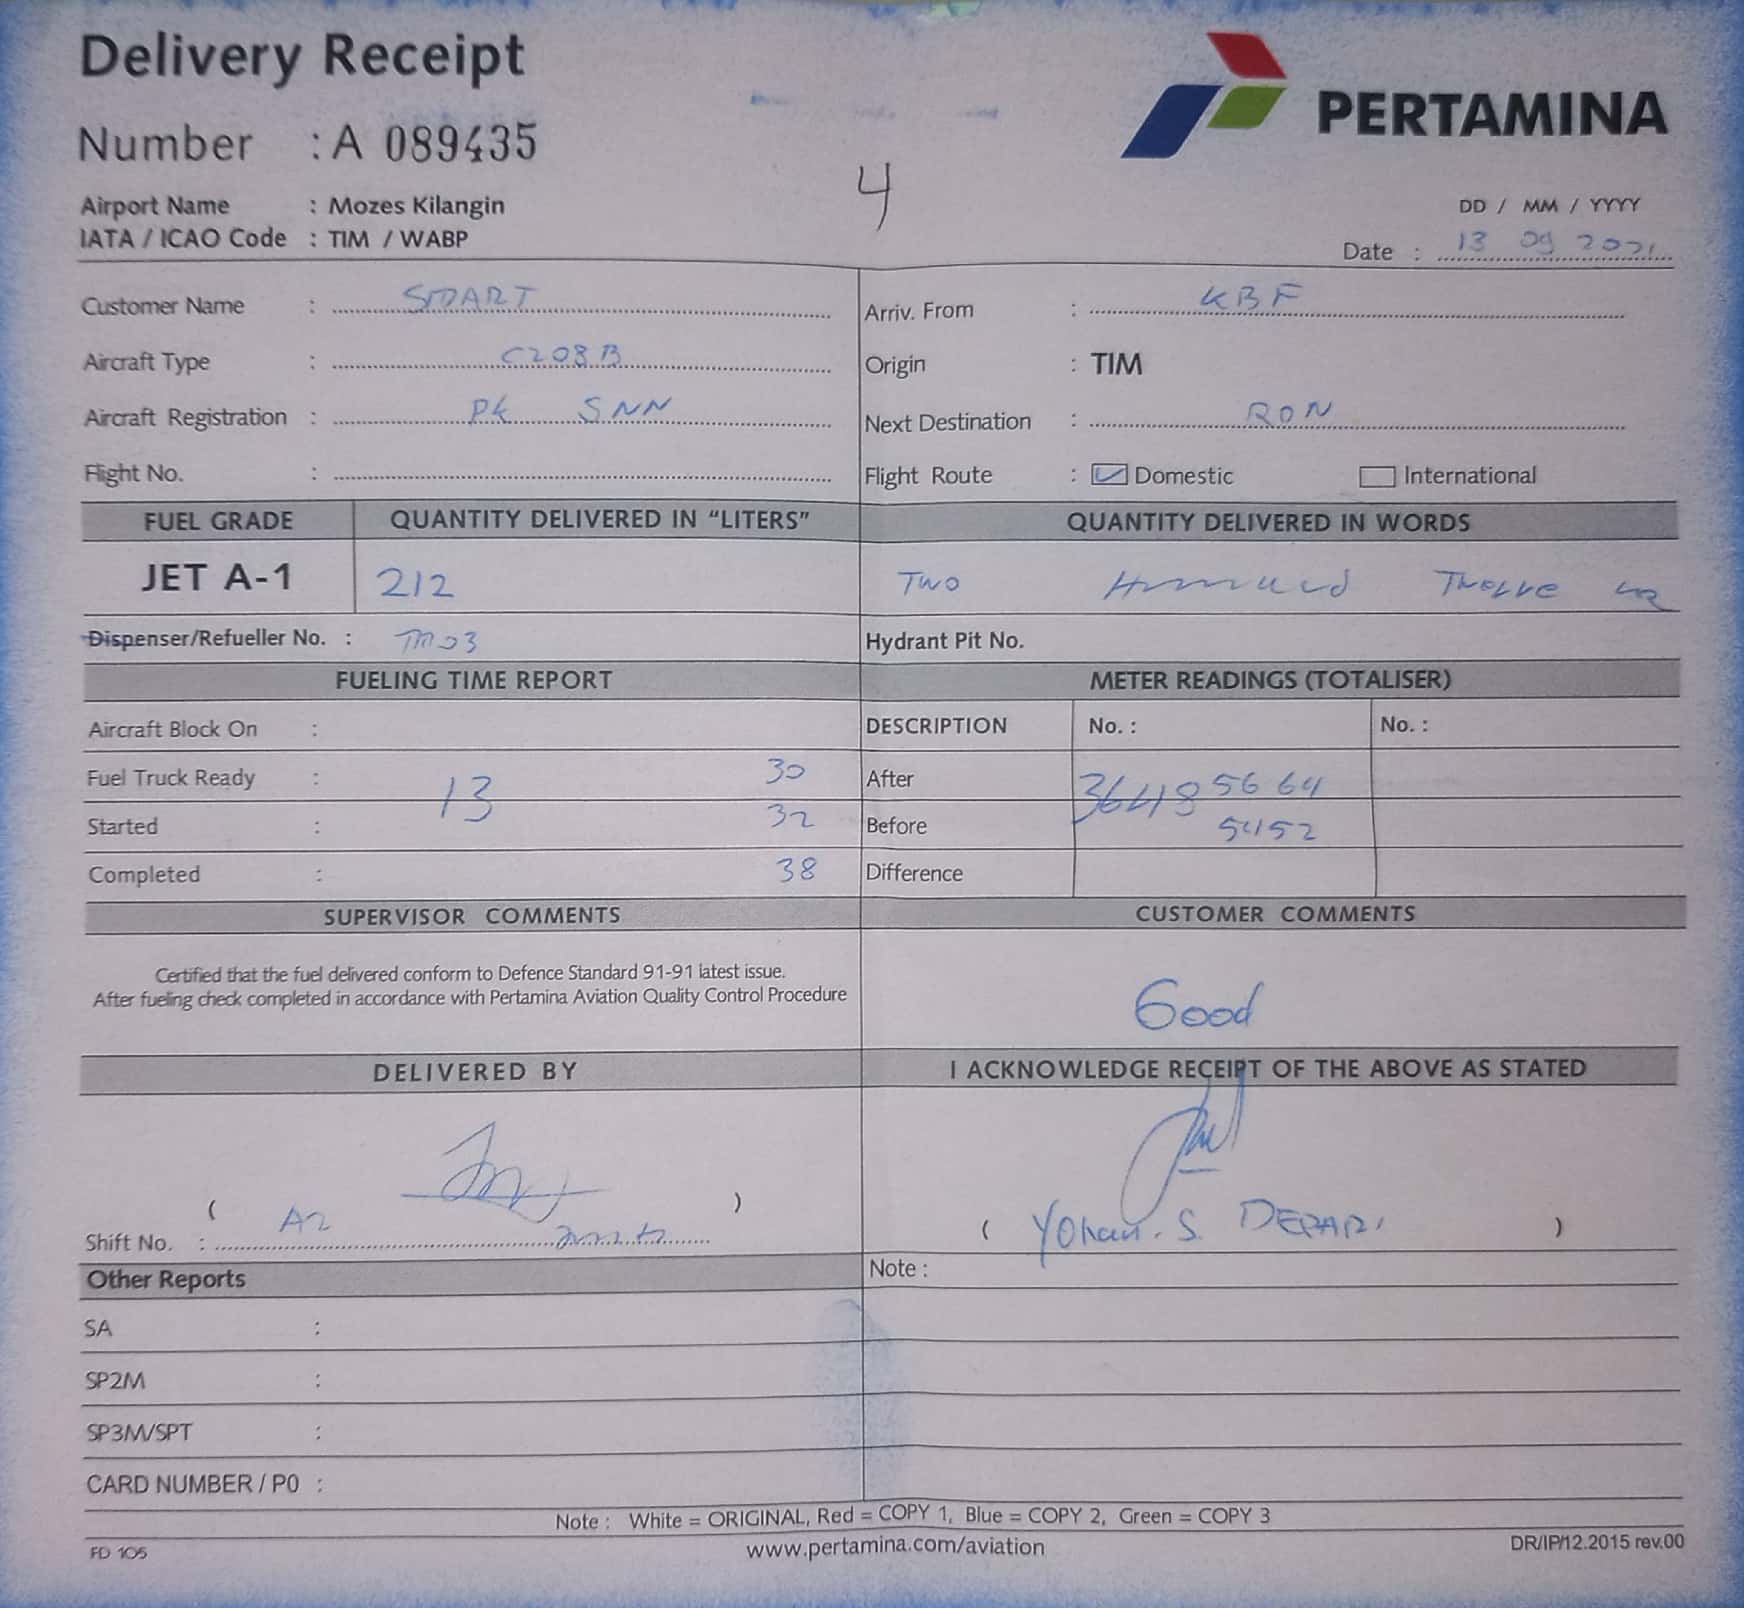 Delivery Receipt
PERTAMINA
Number : A 089435
4
Airport Name : Mozes Kilangin
IATA / ICAO Code : TIM / WABP
DD / MM / YYYY
Date : 13 09 2021
Customer Name : SMART
Arriv. From : KBF
Aircraft Type : C208B
Origin : TIM
Aircraft Registration : PK SNN
Next Destination : RON
Flight No. :
Flight Route : Domestic International
FUEL GRADE QUANTITY DELIVERED IN “LITERS” QUANTITY DELIVERED IN WORDS
JET A-1 212 Two Hundred Twelve
Dispenser/Refueller No. : TM03
Hydrant Pit No.
FUELING TIME REPORT METER READINGS (TOTALISER)
Aircraft Block On :
DESCRIPTION No. : No. :
Fuel Truck Ready : 13 30
After 36485664
Started : 32
Before 5452
Completed : 38
Difference
SUPERVISOR COMMENTS CUSTOMER COMMENTS
Certified that the fuel delivered conform to Defence Standard 91-91 latest issue.
After fueling check completed in accordance with Pertamina Aviation Quality Control Procedure
Good
DELIVERED BY I ACKNOWLEDGE RECEIPT OF THE ABOVE AS STATED
( )
Shift No. : A2
( Yohan. S. DEPARI )
Other Reports
Note :
SA :
SP2M :
SP3M/SPT :
CARD NUMBER / P0 :
Note : White = ORIGINAL, Red = COPY 1, Blue = COPY 2, Green = COPY 3
FD 105
www.pertamina.com/aviation
DR/IP/12.2015 rev.00